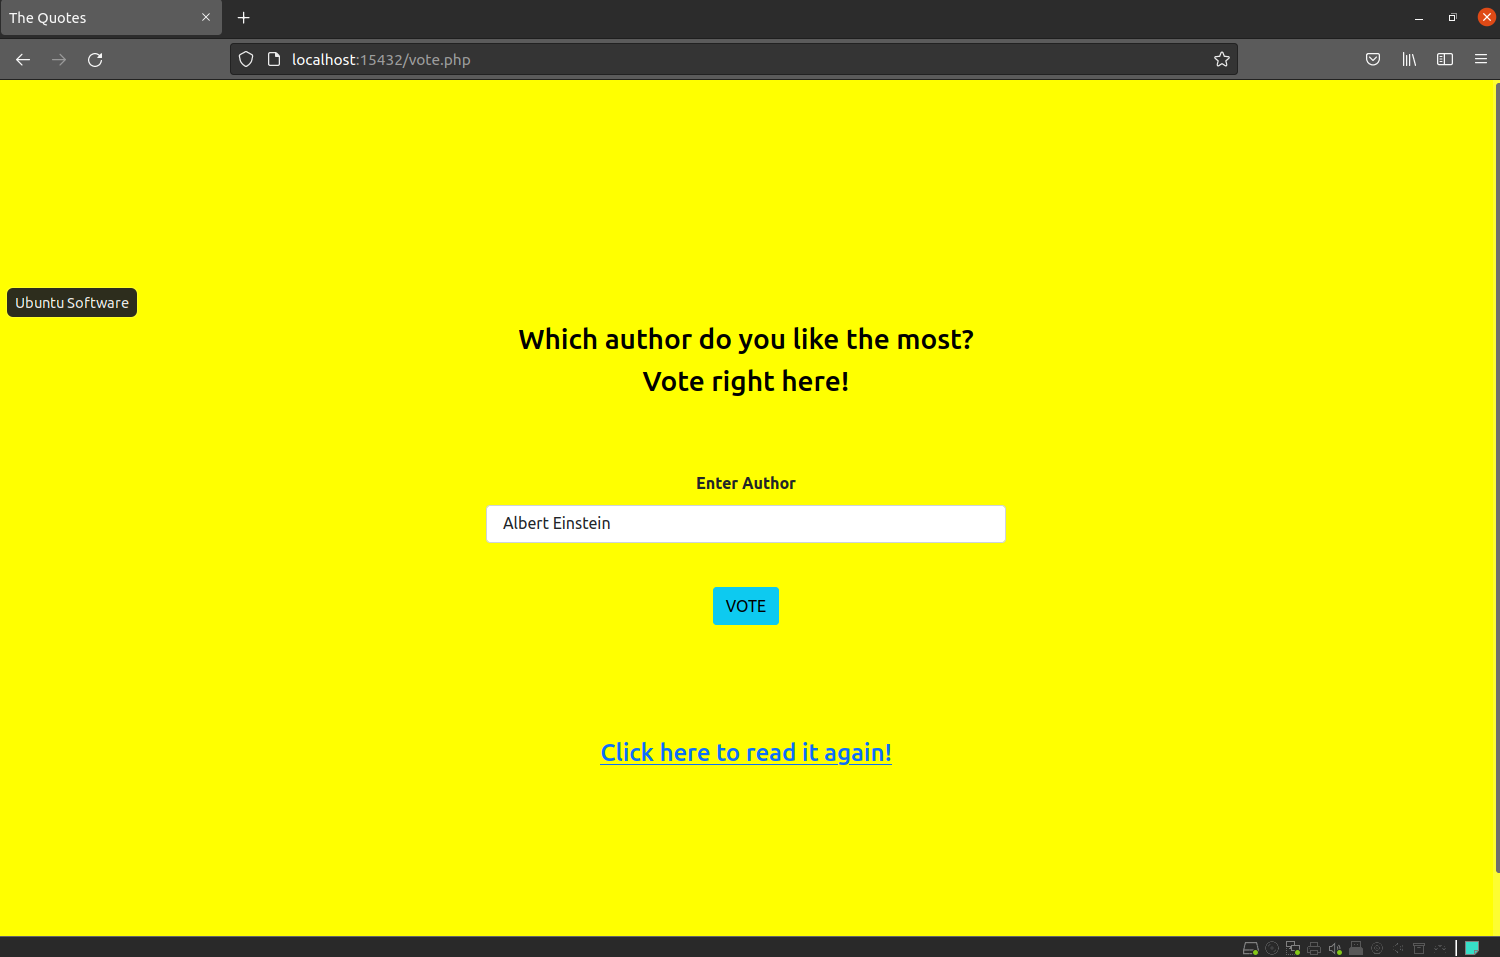 The Quotes
localhost:15432/vote.php
Ubuntu Software
Which author do you like the most?
Vote right here!
Enter Author
Albert Einstein
VOTE
Click here to read it again!